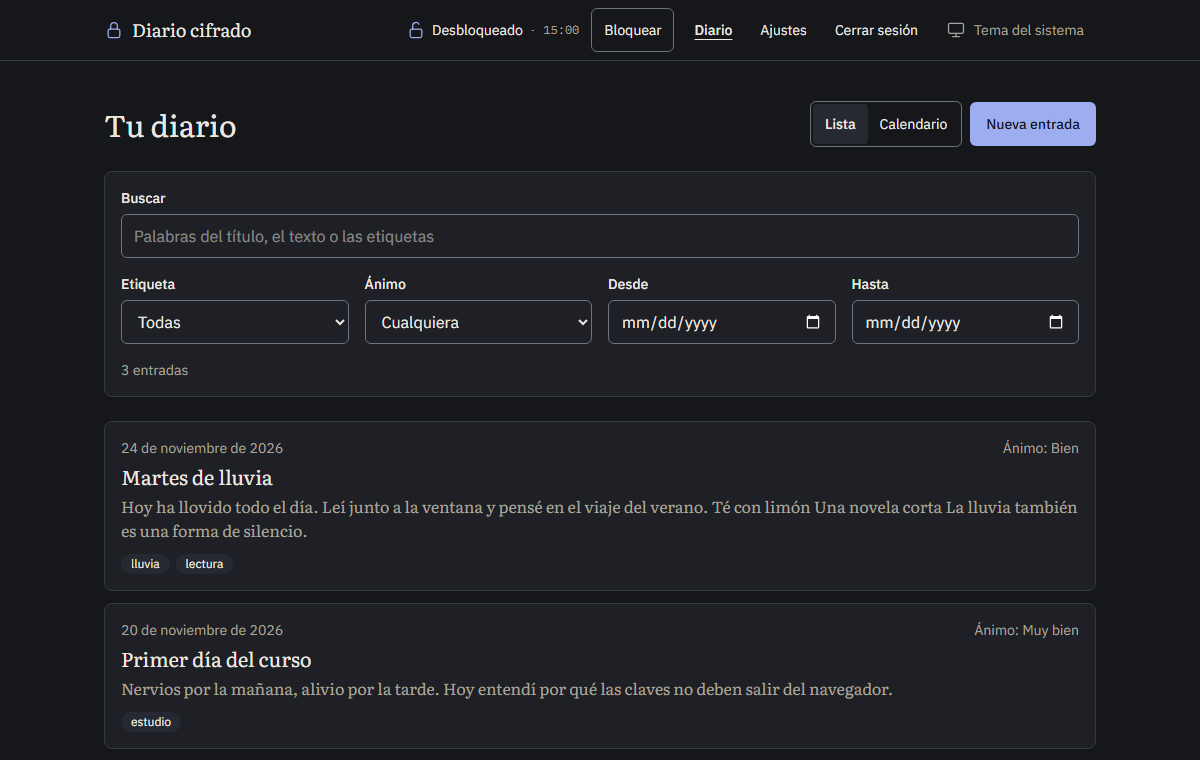 Diario cifrado
Desbloqueado · 15:00
Bloquear
Diario
Ajustes
Cerrar sesión
Tema del sistema
Tu diario
Lista
Calendario
Nueva entrada
Buscar
Palabras del título, el texto o las etiquetas
Etiqueta
Ánimo
Desde
Hasta
Todas
Cualquiera
mm/dd/yyyy
mm/dd/yyyy
3 entradas
24 de noviembre de 2026
Ánimo: Bien
Martes de lluvia
Hoy ha llovido todo el día. Leí junto a la ventana y pensé en el viaje del verano. Té con limón Una novela corta La lluvia también
es una forma de silencio.
lluvia
lectura
20 de noviembre de 2026
Ánimo: Muy bien
Primer día del curso
Nervios por la mañana, alivio por la tarde. Hoy entendí por qué las claves no deben salir del navegador.
estudio